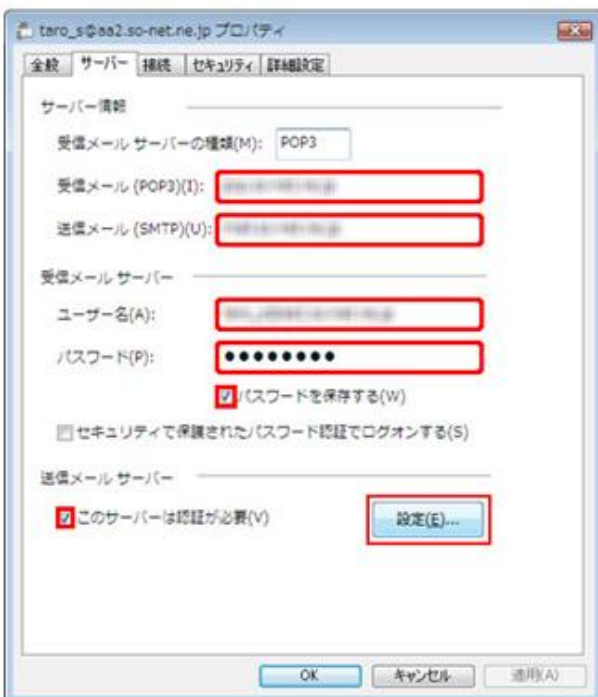 taro_s@aa2.so-net.ne.jp プロパティ
全般 サーバー 接続 セキュリティ 詳細設定
サーバー情報
受信メール サーバーの種類(M): POP3
受信メール (POP3)(I):
送信メール (SMTP)(U):
受信メール サーバー
ユーザー名(A):
パスワード(P): ●●●●●●●●
パスワードを保存する(W)
セキュリティで保護されたパスワード認証でログオンする(S)
送信メール サーバー
このサーバーは認証が必要(V) 設定(E)...
OK キャンセル 適用(A)